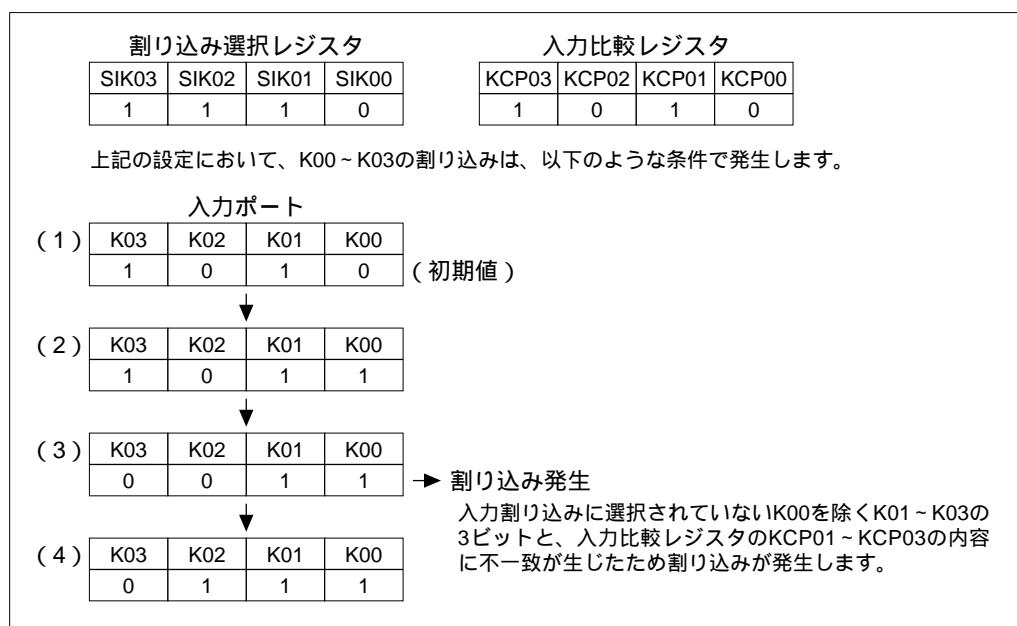 割り込み選択レジスタ
SIK03 SIK02 SIK01 SIK00
1 1 1 0
入力比較レジスタ
KCP03 KCP02 KCP01 KCP00
1 0 1 0
上記の設定において、K00~K03の割り込みは、以下のような条件で発生します。
入力ポート
(1) K03 K02 K01 K00
1 0 1 0 (初期値)
(2) K03 K02 K01 K00
1 0 1 1
(3) K03 K02 K01 K00
0 0 1 1 割り込み発生
入力割り込みに選択されていないK00を除くK01~K03の
3ビットと、入力比較レジスタのKCP01~KCP03の内容
に不一致が生じたため割り込みが発生します。
(4) K03 K02 K01 K00
0 1 1 1